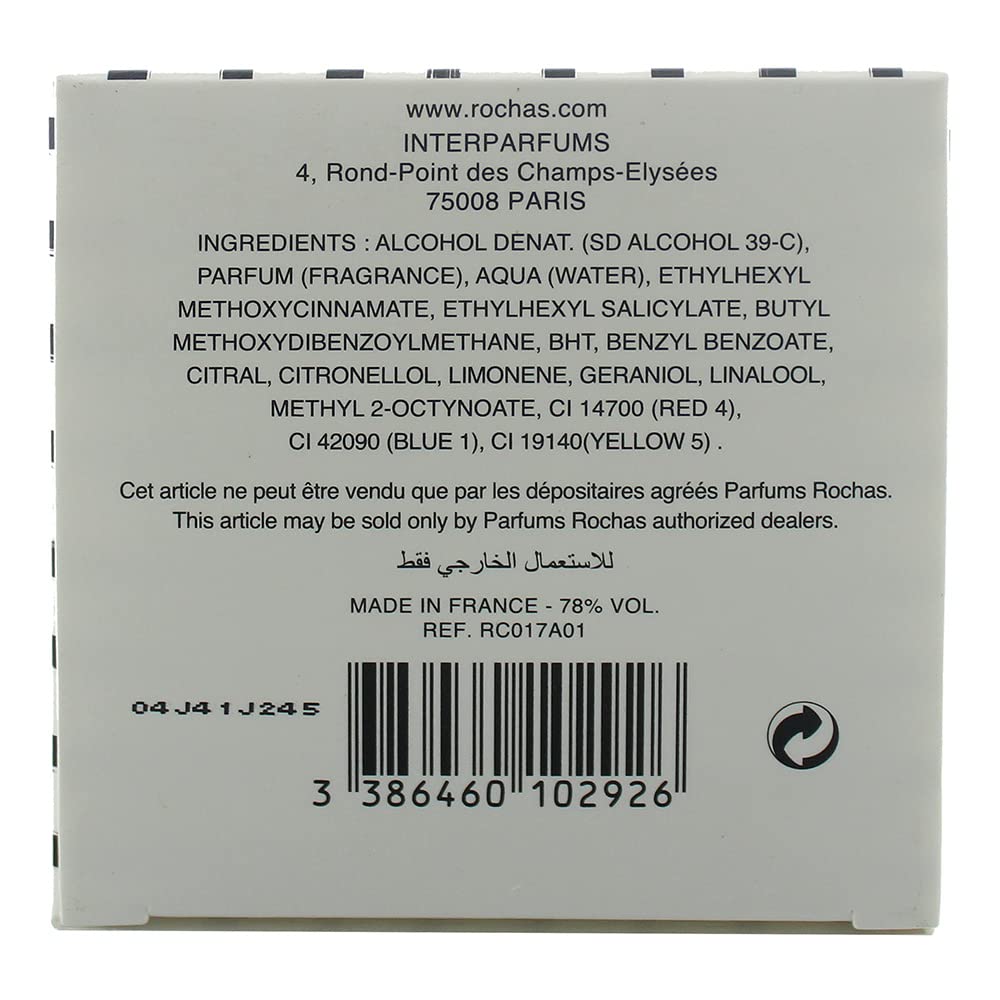 www.rochas.com
INTERPARFUMS
4, Rond-Point des Champs-Elysées
75008 PARIS
INGREDIENTS : ALCOHOL DENAT. (SD ALCOHOL 39-C),
PARFUM (FRAGRANCE), AQUA (WATER), ETHYLHEXYL
METHOXYCINNAMATE, ETHYLHEXYL SALICYLATE, BUTYL
METHOXYDIBENZOYLMETHANE, BHT, BENZYL BENZOATE,
CITRAL, CITRONELLOL, LIMONENE, GERANIOL, LINALOOL,
METHYL 2-OCTYNOATE, CI 14700 (RED 4),
CI 42090 (BLUE 1), CI 19140(YELLOW 5) .
Cet article ne peut être vendu que par les dépositaires agréés Parfums Rochas.
This article may be sold only by Parfums Rochas authorized dealers.
للاستعمال الخارجي فقط
MADE IN FRANCE - 78% VOL.
REF. RC017A01
04J41J245
3 386460 102926